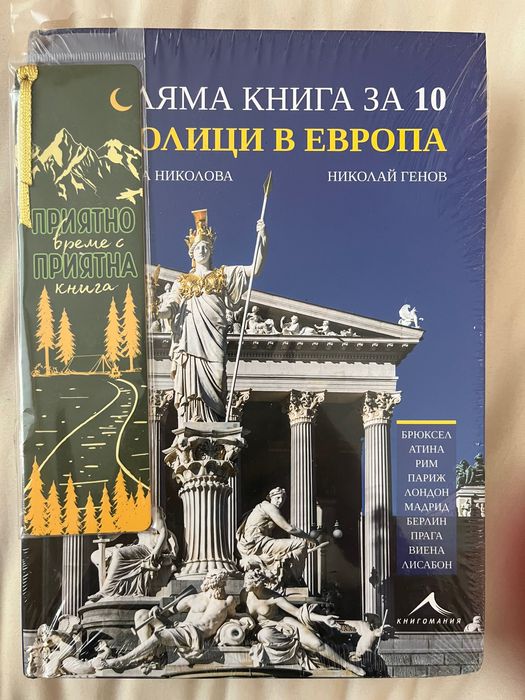 ЛЯМА КНИГА ЗА 10
ОЛИЦИ В ЕВРОПА
А НИКОЛОВА
НИКОЛАЙ ГЕНОВ
ПРИЯТНО
време с
ПРИЯТНА
книга
БРЮКСЕЛ
АТИНА
РИМ
ПАРИЖ
ЛОНДОН
МАДРИД
БЕРЛИН
ПРАГА
ВИЕНА
ЛИСАБОН
КНИГОМАНИЯ